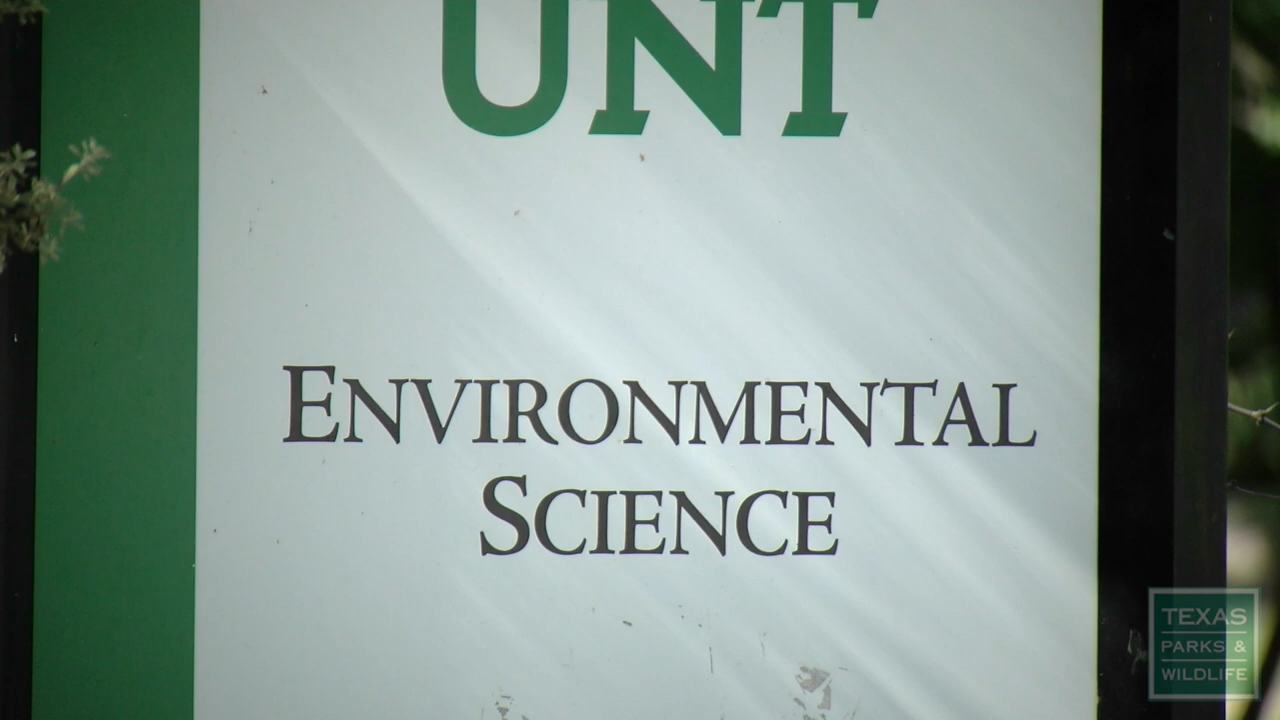 UNT
ENVIRONMENTAL
SCIENCE
TEXAS
PARKS &
WILDLIFE